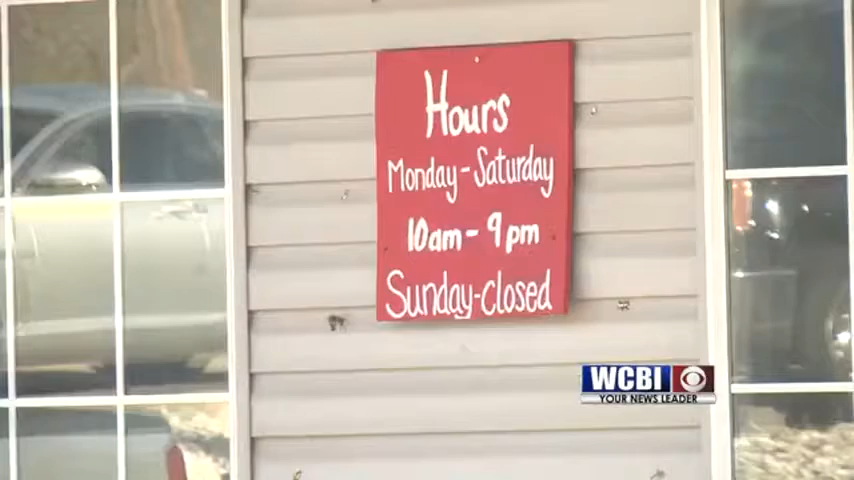 Hours
Monday-Saturday
10am-9pm
Sunday-closed
WCBI
YOUR NEWS LEADER